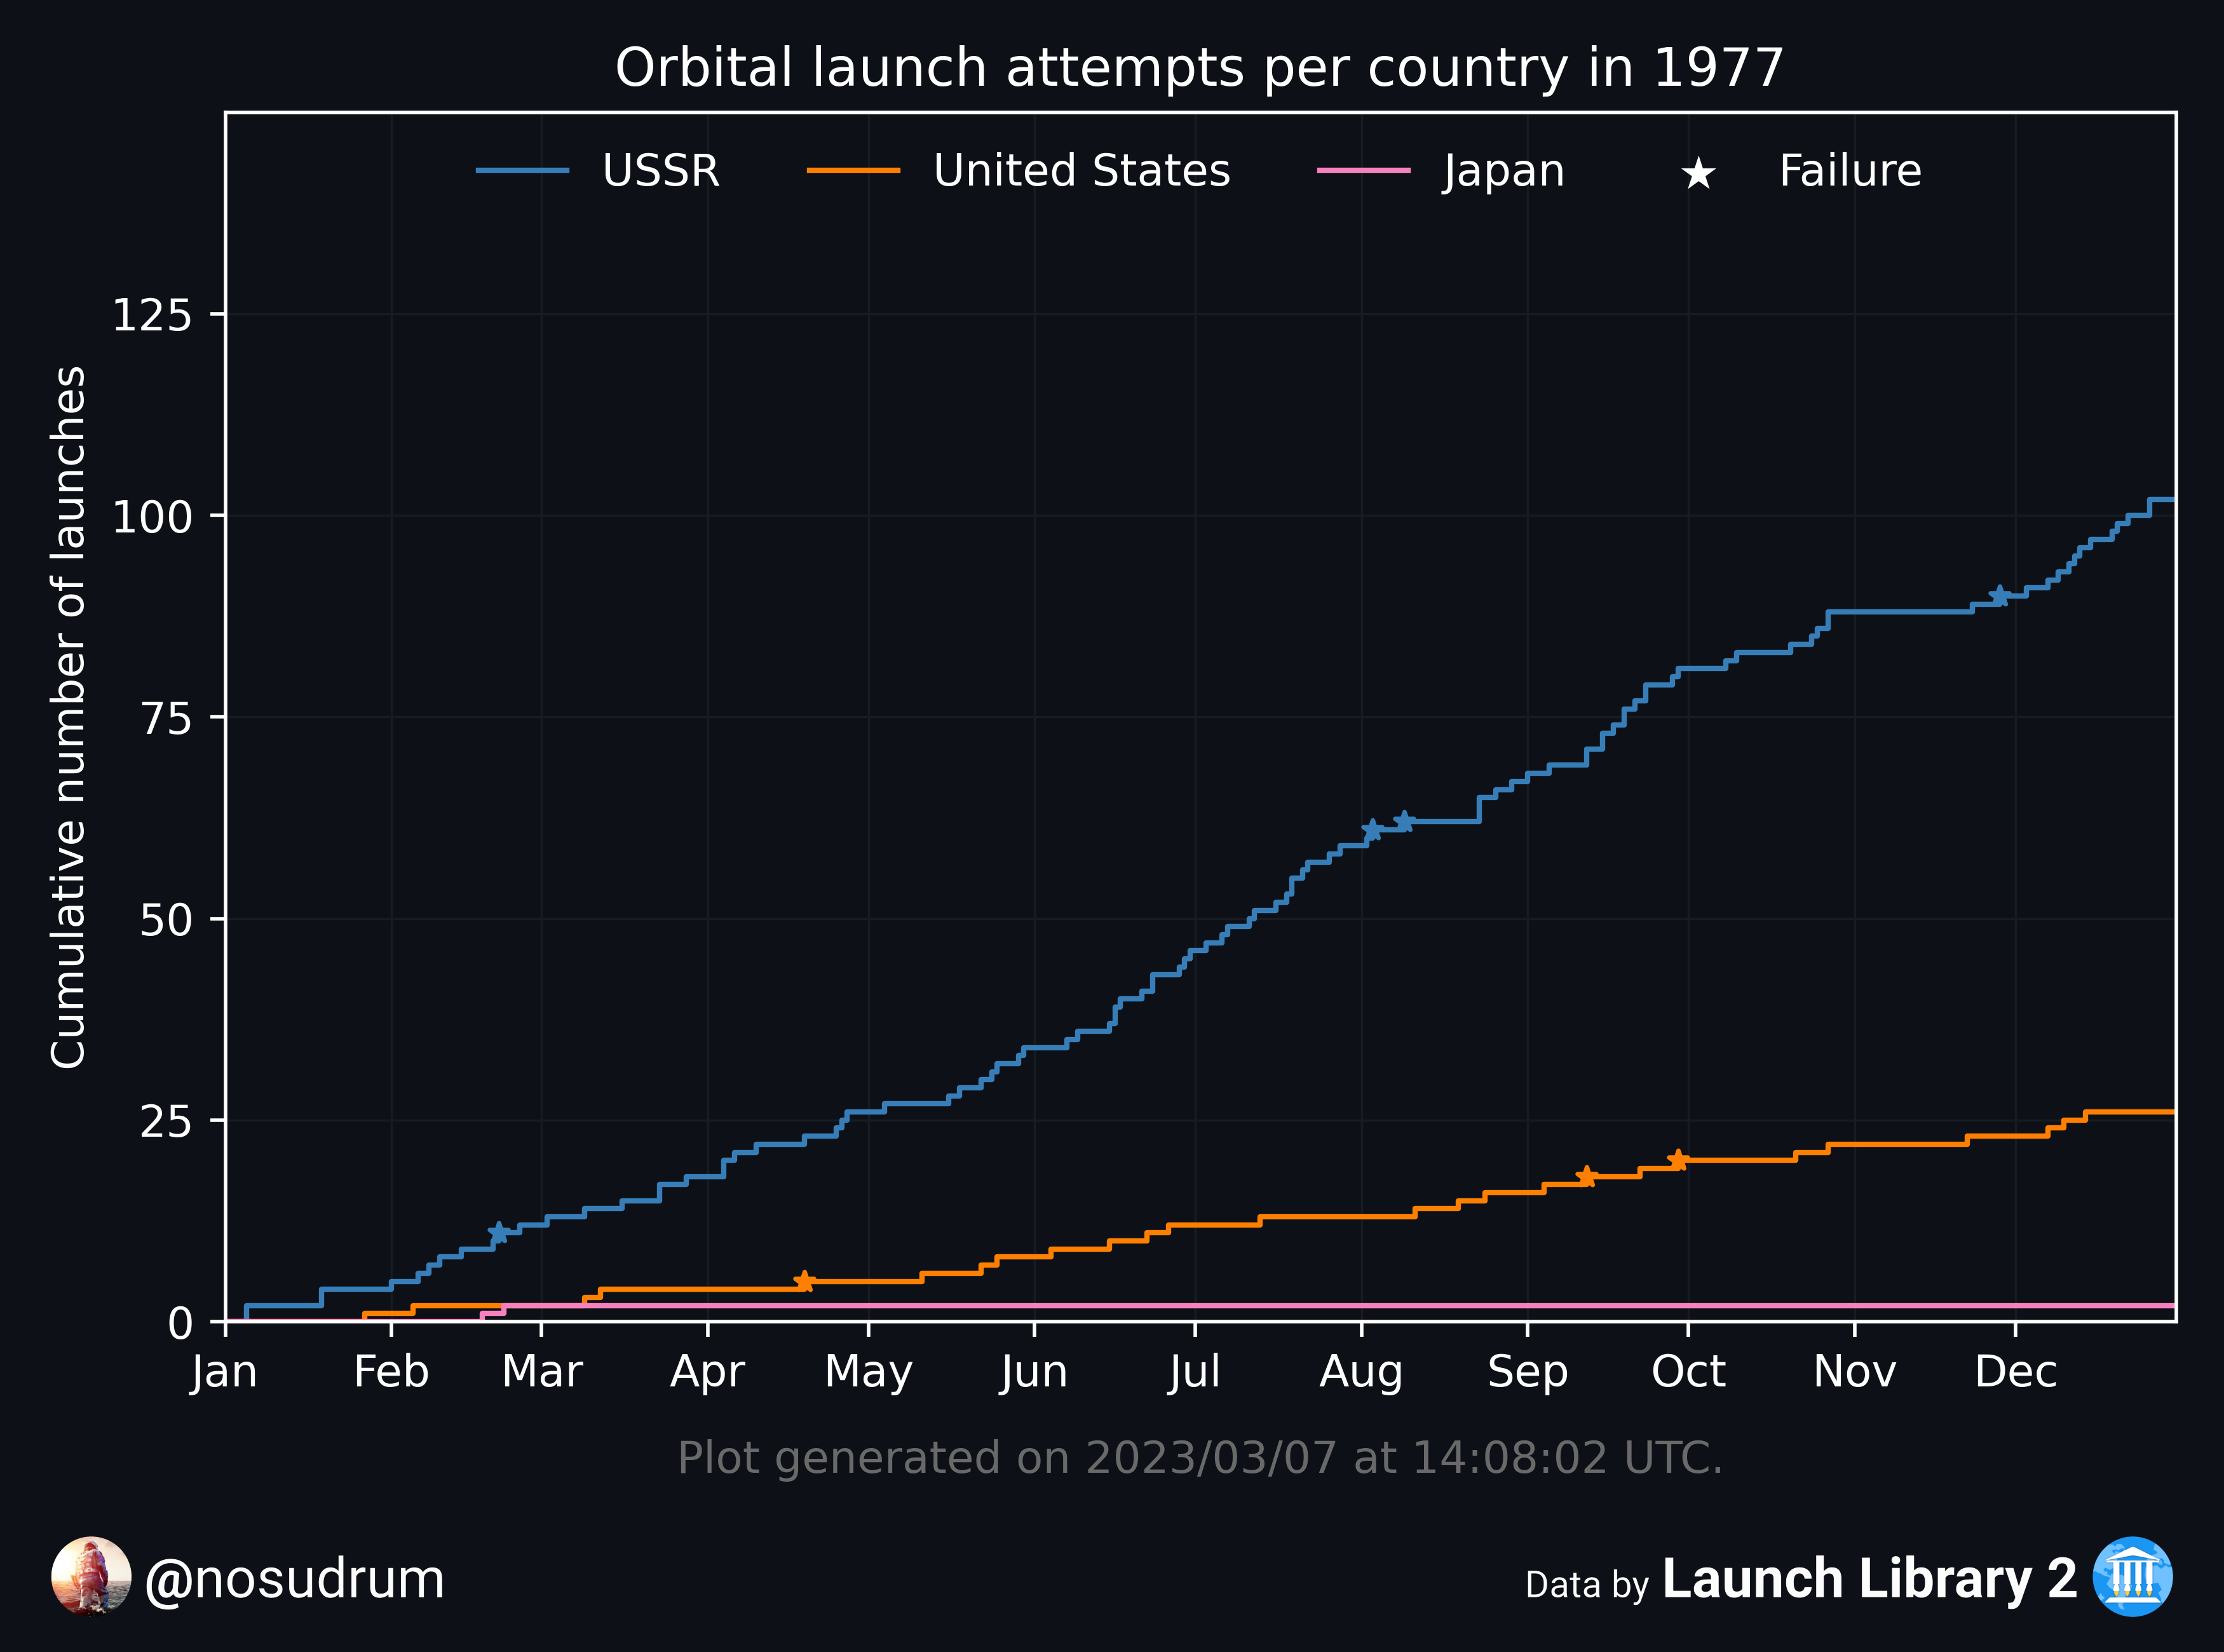 Orbital launch attempts per country in 1977
USSR
United States
Japan
Failure
Cumulative number of launches
125
100
75
50
25
0
Jan Feb Mar Apr May Jun Jul Aug Sep Oct Nov Dec
Plot generated on 2023/03/07 at 14:08:02 UTC.
@nosudrum
Data by Launch Library 2